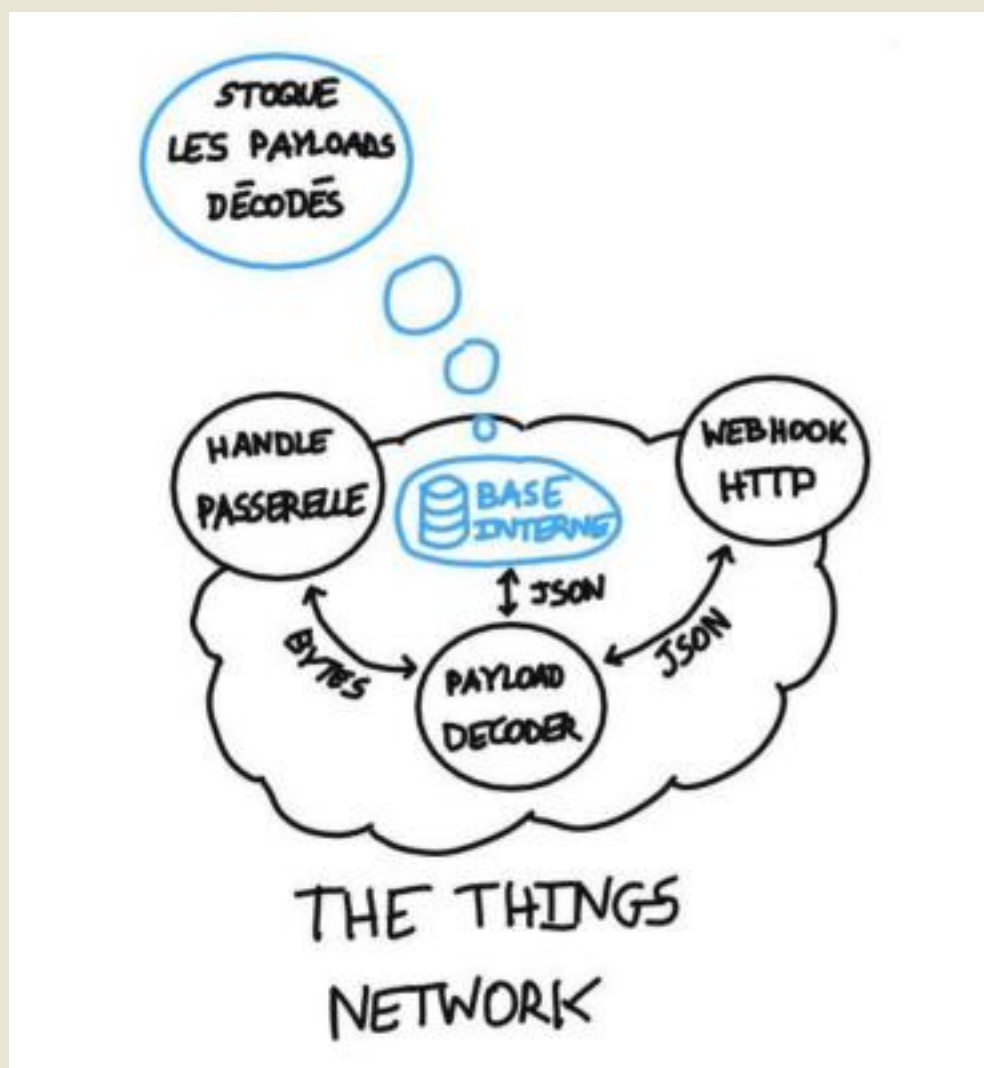 STOQUE
LES PAYLOADS
DÉCODÉS
HANDLE
PASSERELLE
BASE
INTERNE
WEBHOOK
HTTP
JSON
BYTES
JSON
PAYLOAD
DECODER
THE THINGS
NETWORK